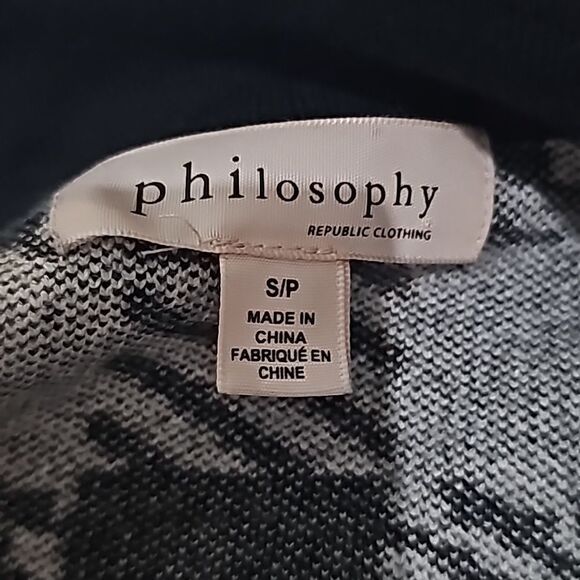 philosophy
REPUBLIC CLOTHING
S/P
MADE IN
CHINA
FABRIQUÉ EN
CHINE